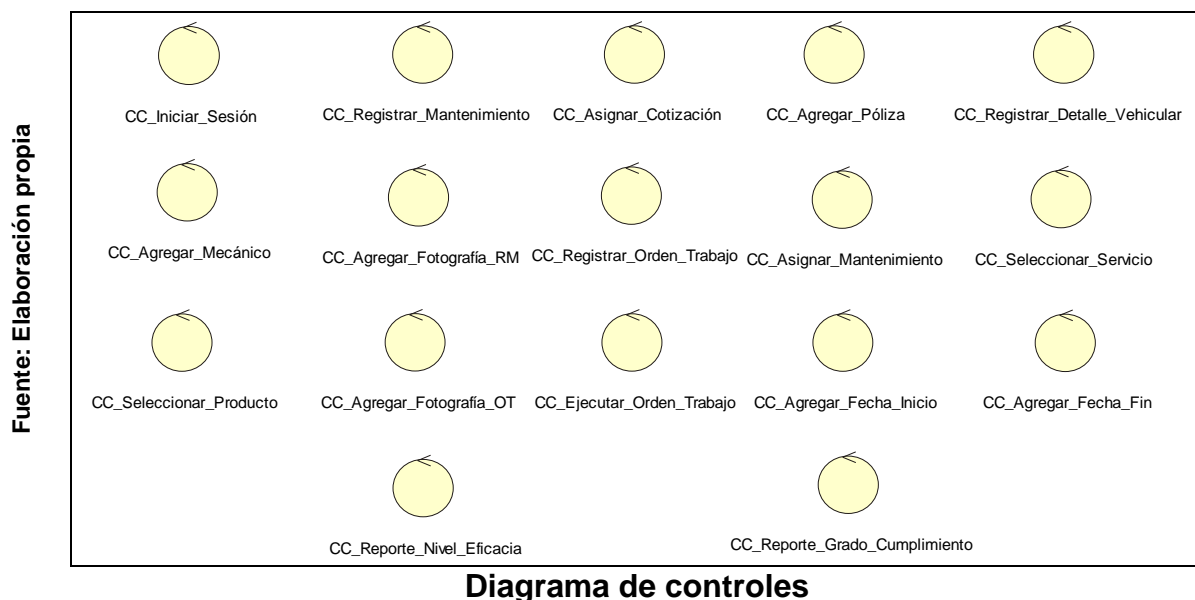 CC_Iniciar_Sesión
CC_Registrar_Mantenimiento
CC_Asignar_Cotización
CC_Agregar_Póliza
CC_Registrar_Detalle_Vehicular
CC_Agregar_Mecánico
CC_Agregar_Fotografía_RM
CC_Registrar_Orden_Trabajo
CC_Asignar_Mantenimiento
CC_Seleccionar_Servicio
CC_Seleccionar_Producto
CC_Agregar_Fotografía_OT
CC_Ejecutar_Orden_Trabajo
CC_Agregar_Fecha_Inicio
CC_Agregar_Fecha_Fin
CC_Reporte_Nivel_Eficacia
CC_Reporte_Grado_Cumplimiento
Fuente: Elaboración propia
Diagrama de controles